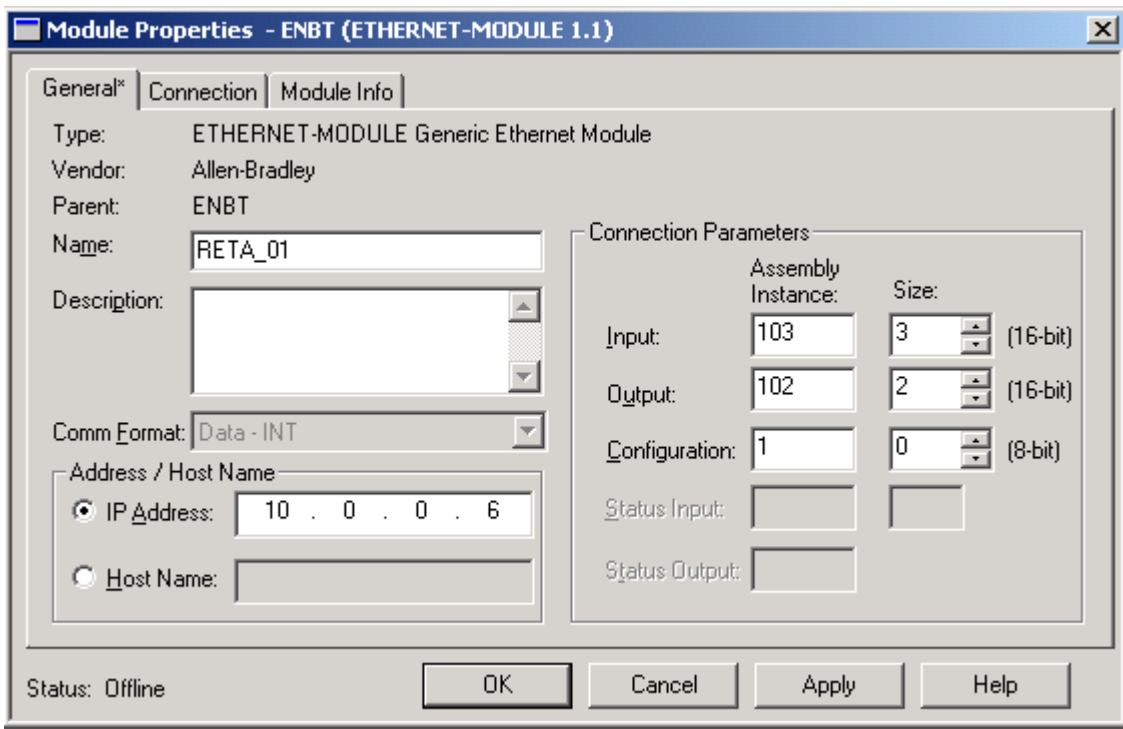 Module Properties - ENBT (ETHERNET-MODULE 1.1)
General* Connection Module Info
Type: ETHERNET-MODULE Generic Ethernet Module
Vendor: Allen-Bradley
Parent: ENBT
Name: RETA_01
Description:
Comm Format: Data - INT
Address / Host Name
IP Address: 10 . 0 . 0 . 6
Host Name:
Connection Parameters
Assembly
Instance: Size:
Input: 103 3 (16-bit)
Output: 102 2 (16-bit)
Configuration: 1 0 (8-bit)
Status Input:
Status Output:
Status: Offline
OK Cancel Apply Help